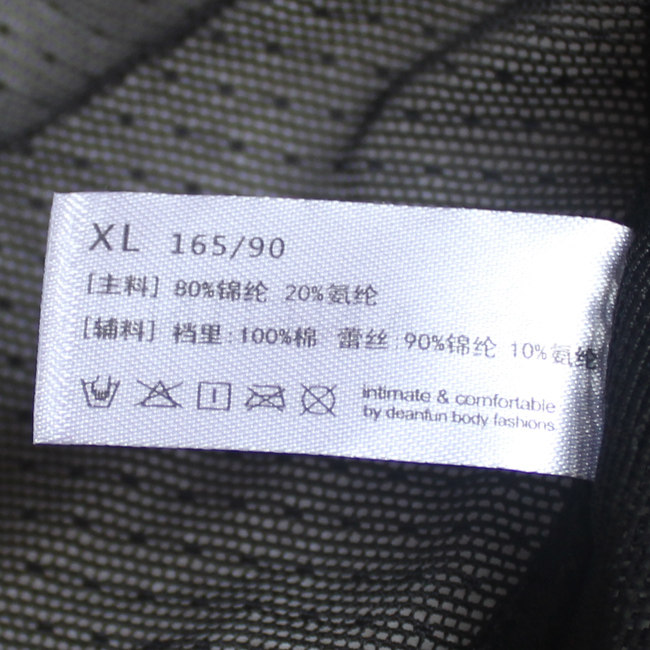 XL 165/90
[主料] 80%锦纶 20%氨纶
[辅料] 裆里:100%棉 蕾丝 90%锦纶 10%氨纶
intimate & comfortable
by deanfun body fashions